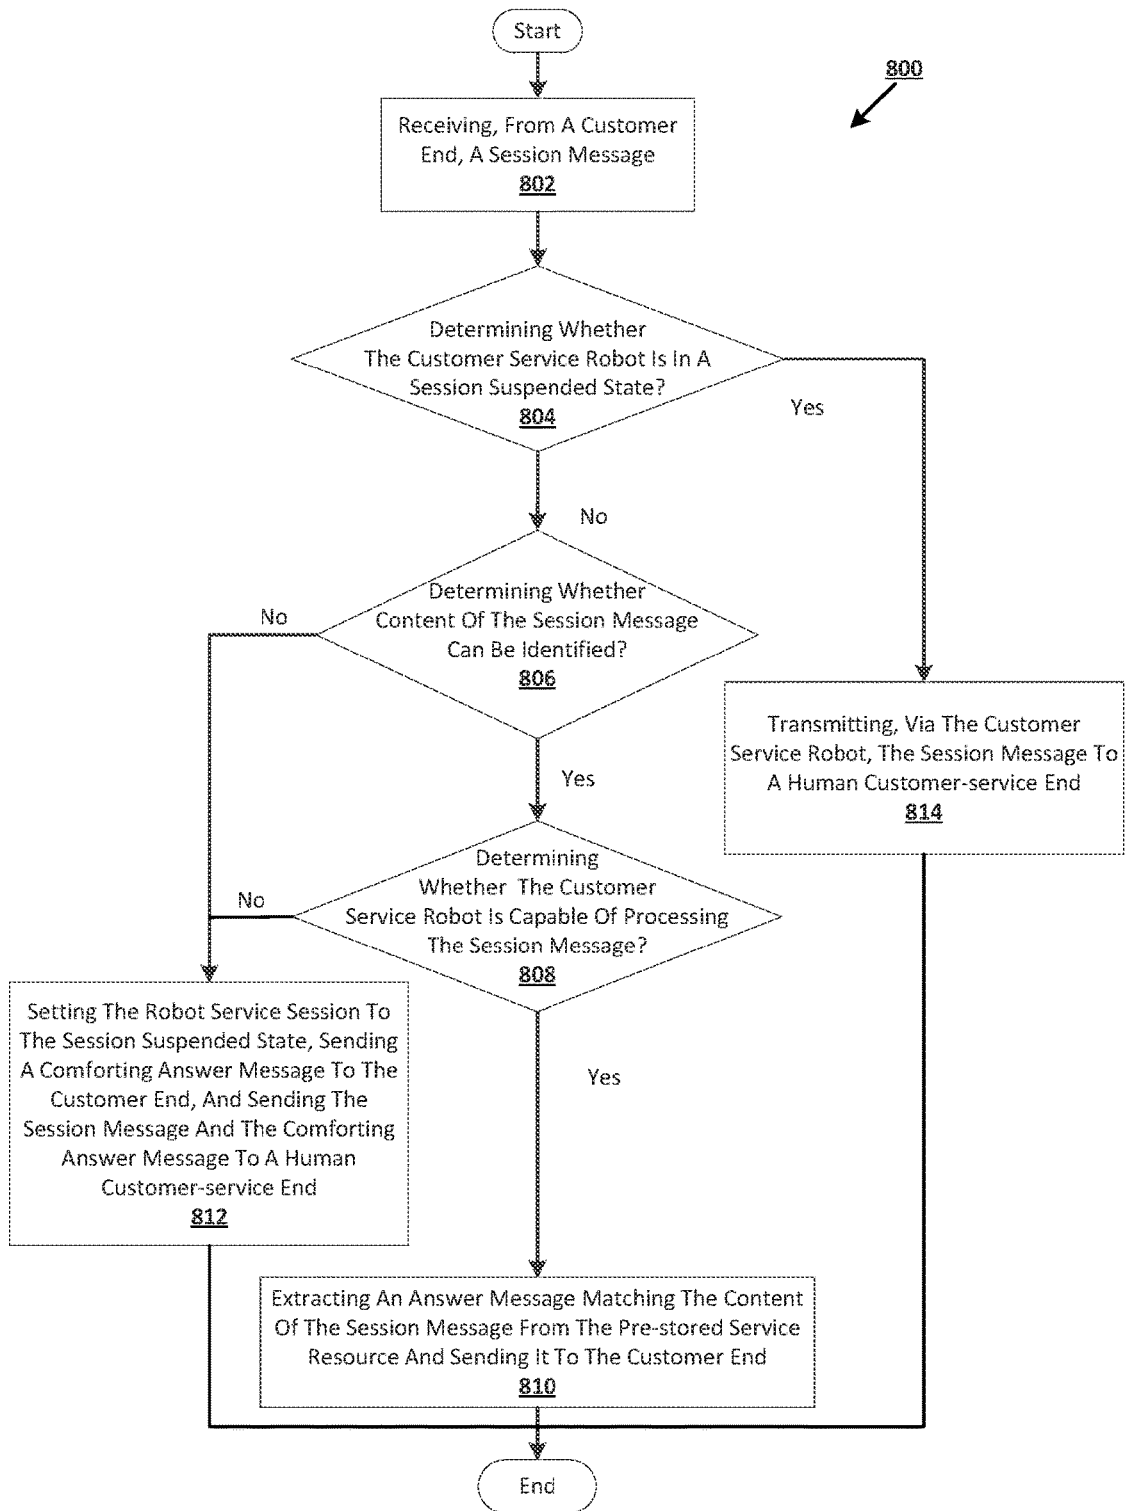 Start
800
Receiving, From A Customer
End, A Session Message
802
Determining Whether
The Customer Service Robot Is In A
Session Suspended State?
804
Yes
No
Determining Whether
Content Of The Session Message
Can Be Identified?
806
No
Transmitting, Via The Customer
Service Robot, The Session Message To
A Human Customer-service End
814
Yes
Determining
Whether The Customer
Service Robot Is Capable Of Processing
The Session Message?
808
No
Setting The Robot Service Session To
The Session Suspended State, Sending
A Comforting Answer Message To The
Customer End, And Sending The
Session Message And The Comforting
Answer Message To A Human
Customer-service End
812
Yes
Extracting An Answer Message Matching The Content
Of The Session Message From The Pre-stored Service
Resource And Sending It To The Customer End
810
End